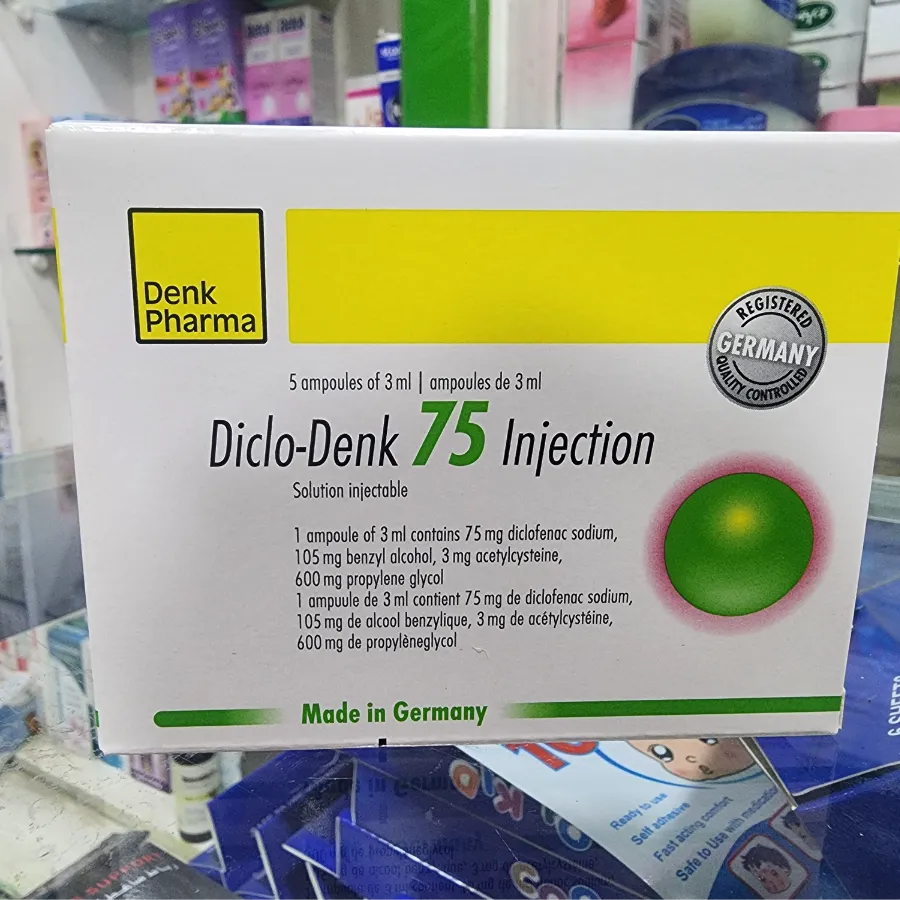 Denk
Pharma
REGISTERED
GERMANY
QUALITY CONTROLLED
5 ampoules of 3 ml | ampoules de 3 ml
Diclo-Denk 75 Injection
Solution injectable
1 ampoule of 3 ml contains 75 mg diclofenac sodium,
105 mg benzyl alcohol, 3 mg acetylcysteine,
600 mg propylene glycol
1 ampuule de 3 ml contient 75 mg de diclofenac sodium,
105 mg de alcool benzylique, 3 mg de acétylcystéine,
600 mg de propylèneglycol
Made in Germany
Ready to use
Self adhesive
Fast acting comfort
Safe to Use with medication
6 SHEETS
SUPPORT